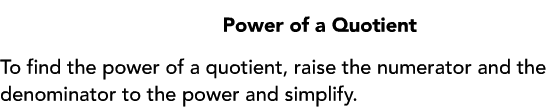 Power of a Quotient
To find the power of a quotient, raise the numerator and the
denominator to the power and simplify.